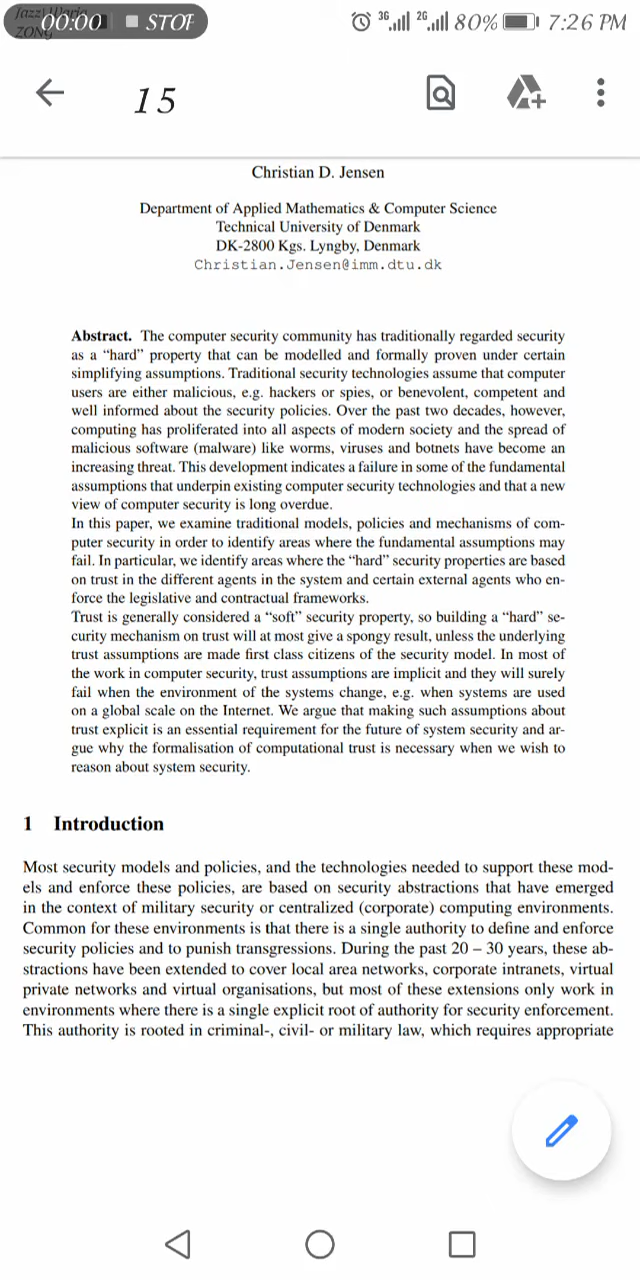 Jazz
ZONG
00:00 STOP
3G 2G 80% 7:26 PM
15
Christian D. Jensen
Department of Applied Mathematics & Computer Science
Technical University of Denmark
DK-2800 Kgs. Lyngby, Denmark
Christian.Jensen@imm.dtu.dk
Abstract. The computer security community has traditionally regarded security
as a “hard” property that can be modelled and formally proven under certain
simplifying assumptions. Traditional security technologies assume that computer
users are either malicious, e.g. hackers or spies, or benevolent, competent and
well informed about the security policies. Over the past two decades, however,
computing has proliferated into all aspects of modern society and the spread of
malicious software (malware) like worms, viruses and botnets have become an
increasing threat. This development indicates a failure in some of the fundamental
assumptions that underpin existing computer security technologies and that a new
view of computer security is long overdue.
In this paper, we examine traditional models, policies and mechanisms of com-
puter security in order to identify areas where the fundamental assumptions may
fail. In particular, we identify areas where the “hard” security properties are based
on trust in the different agents in the system and certain external agents who en-
force the legislative and contractual frameworks.
Trust is generally considered a “soft” security property, so building a “hard” se-
curity mechanism on trust will at most give a spongy result, unless the underlying
trust assumptions are made first class citizens of the security model. In most of
the work in computer security, trust assumptions are implicit and they will surely
fail when the environment of the systems change, e.g. when systems are used
on a global scale on the Internet. We argue that making such assumptions about
trust explicit is an essential requirement for the future of system security and ar-
gue why the formalisation of computational trust is necessary when we wish to
reason about system security.
1 Introduction
Most security models and policies, and the technologies needed to support these mod-
els and enforce these policies, are based on security abstractions that have emerged
in the context of military security or centralized (corporate) computing environments.
Common for these environments is that there is a single authority to define and enforce
security policies and to punish transgressions. During the past 20 – 30 years, these ab-
stractions have been extended to cover local area networks, corporate intranets, virtual
private networks and virtual organisations, but most of these extensions only work in
environments where there is a single explicit root of authority for security enforcement.
This authority is rooted in criminal-, civil- or military law, which requires appropriate